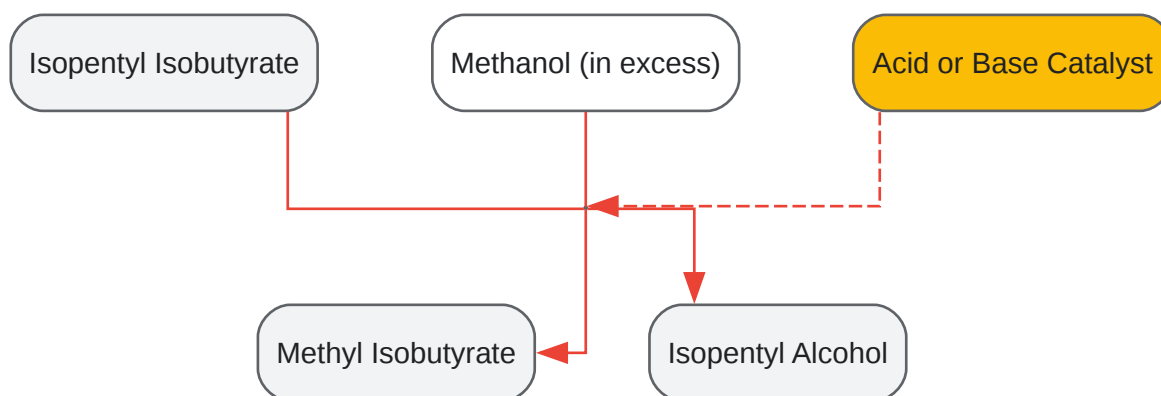 Isopentyl Isobutyrate
Methanol (in excess)
Acid or Base Catalyst
Methyl Isobutyrate
Isopentyl Alcohol